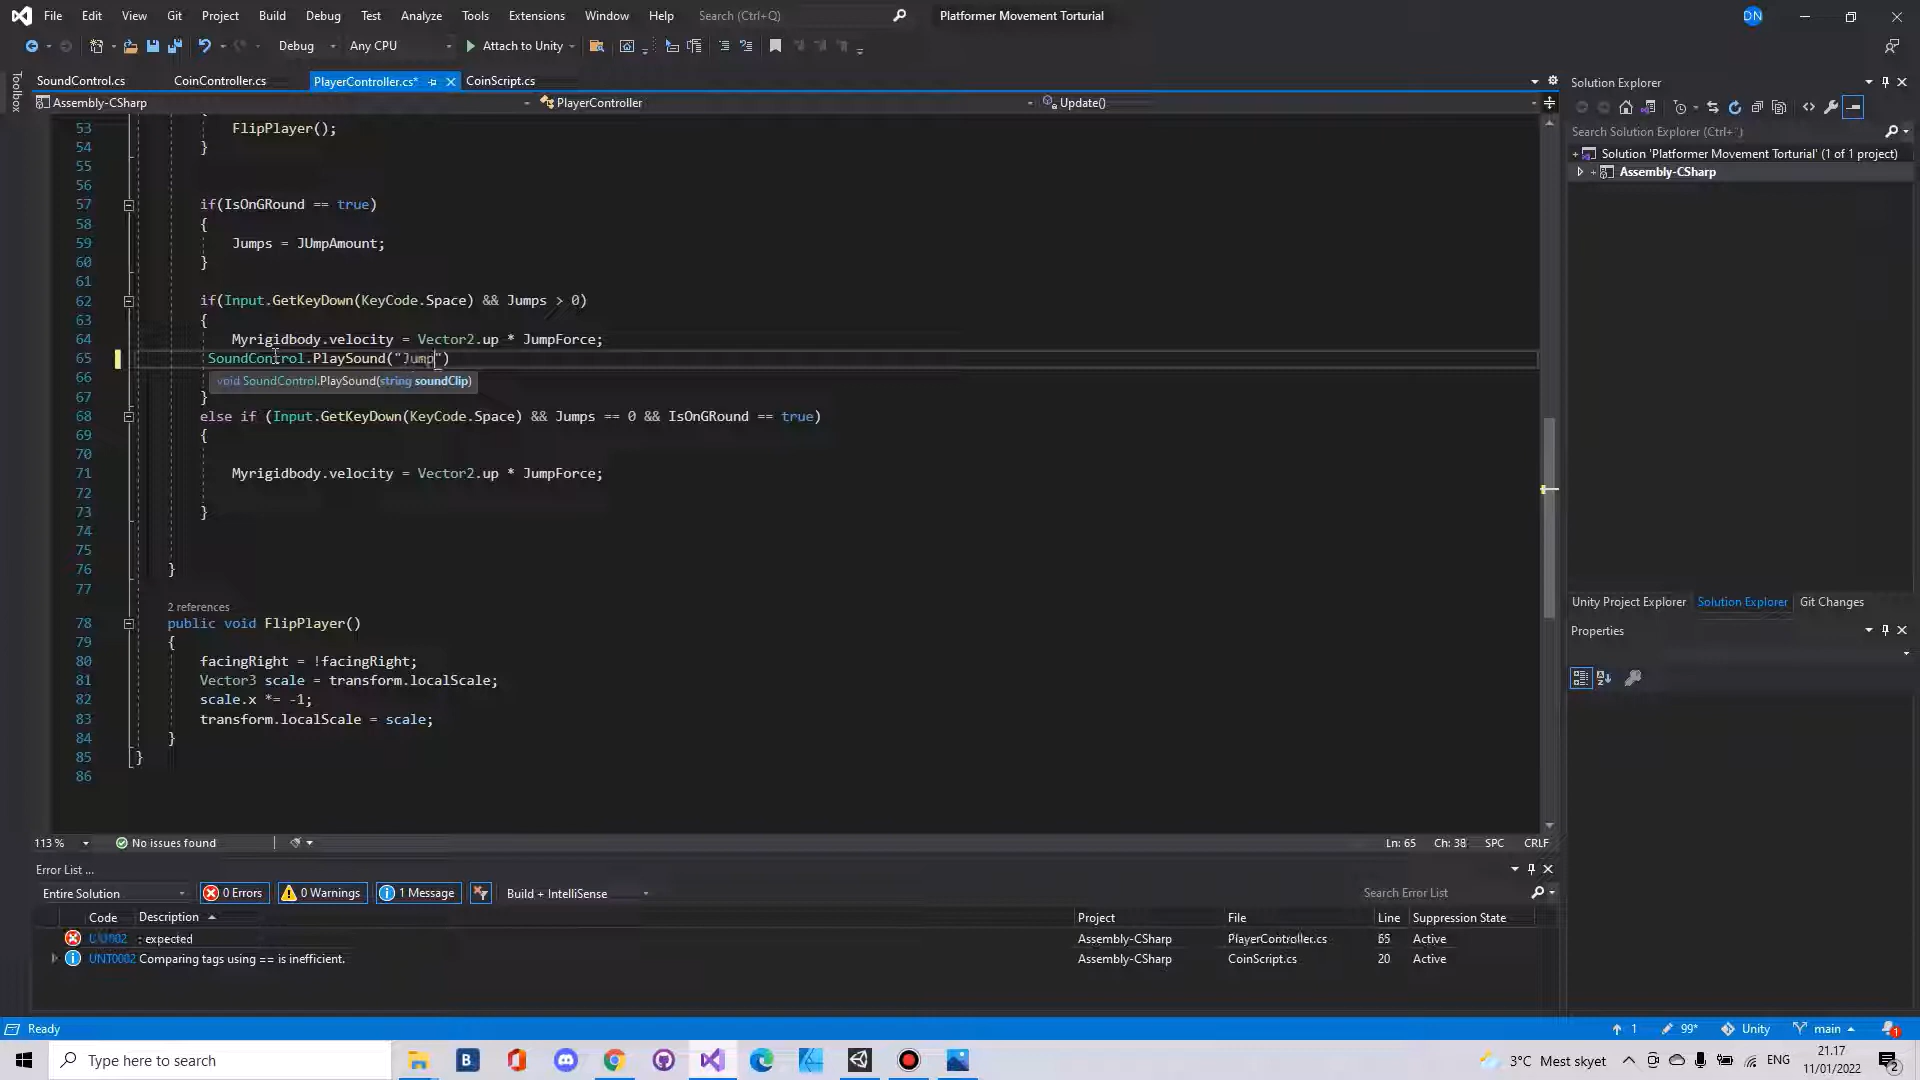 File Edit View Git Project Build Debug Test Analyze Tools Extensions Window Help Search (Ctrl+Q) Platformer Movement Torturial DN
Debug Any CPU Attach to Unity
Toolbox
SoundControl.cs CoinController.cs PlayerController.cs* CoinScript.cs
Assembly-CSharp PlayerController Update()
53 FlipPlayer();
54 }
55
56
57 if(IsOnGRound == true)
58 {
59 Jumps = JUmpAmount;
60 }
61
62 if(Input.GetKeyDown(KeyCode.Space) && Jumps > 0)
63 {
64 Myrigidbody.velocity = Vector2.up * JumpForce;
65 SoundControl.PlaySound("Jump")
66 void SoundControl.PlaySound(string soundClip)
67 }
68 else if (Input.GetKeyDown(KeyCode.Space) && Jumps == 0 && IsOnGRound == true)
69 {
70
71 Myrigidbody.velocity = Vector2.up * JumpForce;
72
73 }
74
75
76 }
77
2 references
78 public void FlipPlayer()
79 {
80 facingRight = !facingRight;
81 Vector3 scale = transform.localScale;
82 scale.x *= -1;
83 transform.localScale = scale;
84 }
85 }
86
113 % No issues found Ln: 65 Ch: 38 SPC CRLF
Error List ...
Entire Solution 0 Errors 0 Warnings 1 Message Build + IntelliSense Search Error List
Code Description Project File Line Suppression State
expected Assembly-CSharp PlayerController.cs 65 Active
UNT0002 Comparing tags using == is inefficient. Assembly-CSharp CoinScript.cs 20 Active
Solution Explorer
Search Solution Explorer (Ctrl+¨)
Solution 'Platformer Movement Torturial' (1 of 1 project)
Assembly-CSharp
Unity Project Explorer Solution Explorer Git Changes
Properties
Ready 1 99* Unity main 1
Type here to search 3°C Mest skyet ENG 21.17 11/01/2022 2